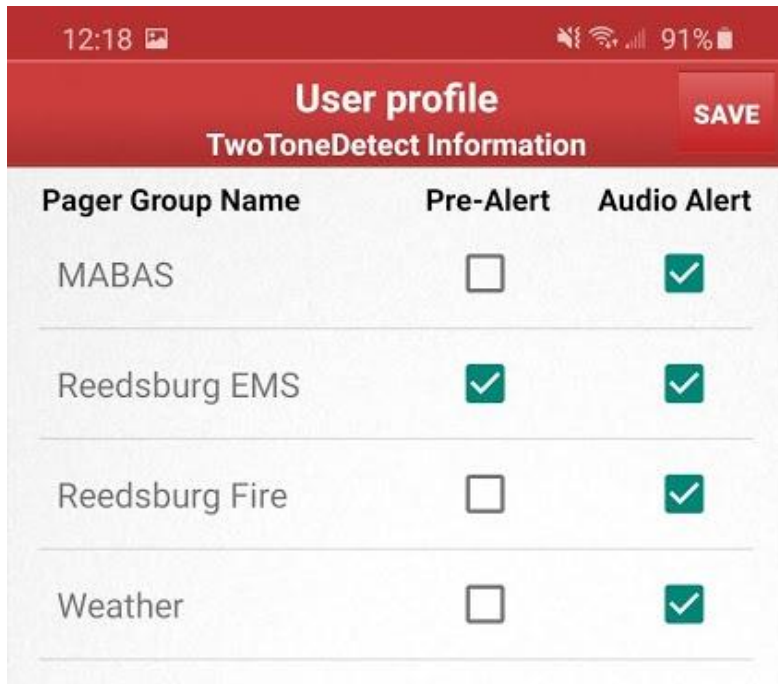 12:18 91%
User profile
SAVE
TwoToneDetect Information
Pager Group Name Pre-Alert Audio Alert
MABAS
Reedsburg EMS
Reedsburg Fire
Weather